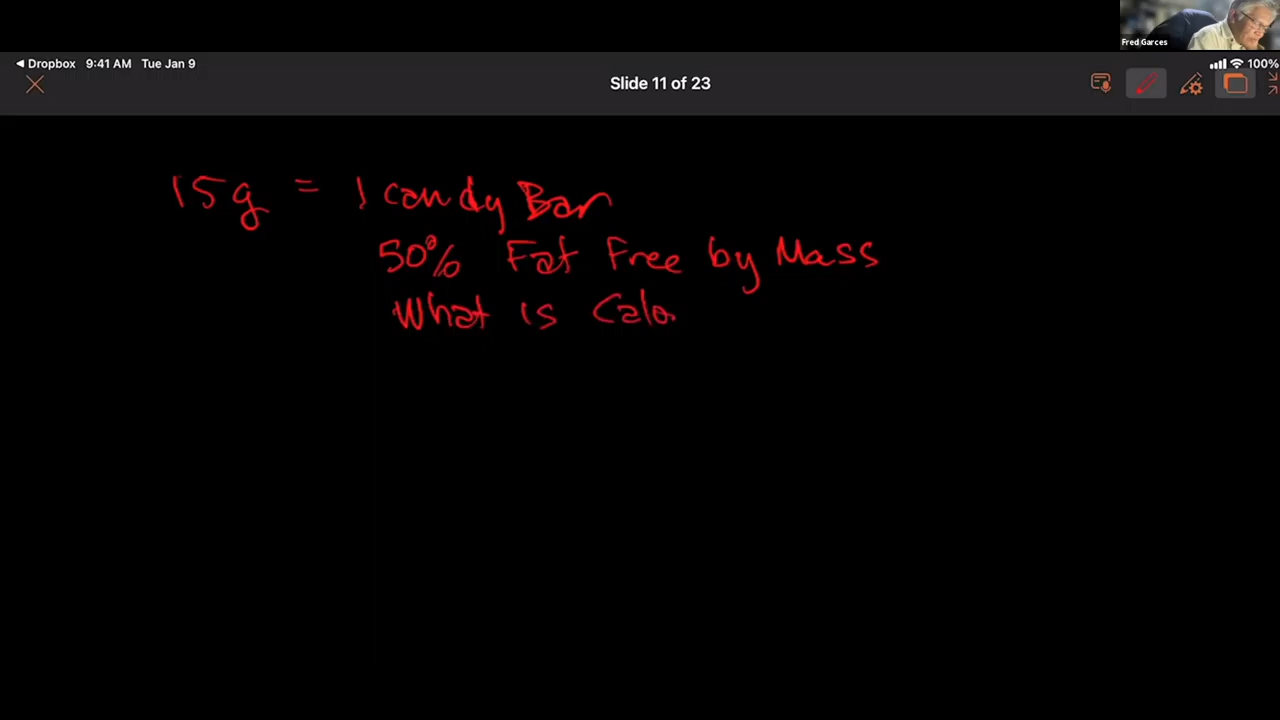 Fred Garces
◀ Dropbox 9:41 AM Tue Jan 9 100%
Slide 11 of 23
15g = 1 candy Bar
50% Fat Free by Mass
What is Calo